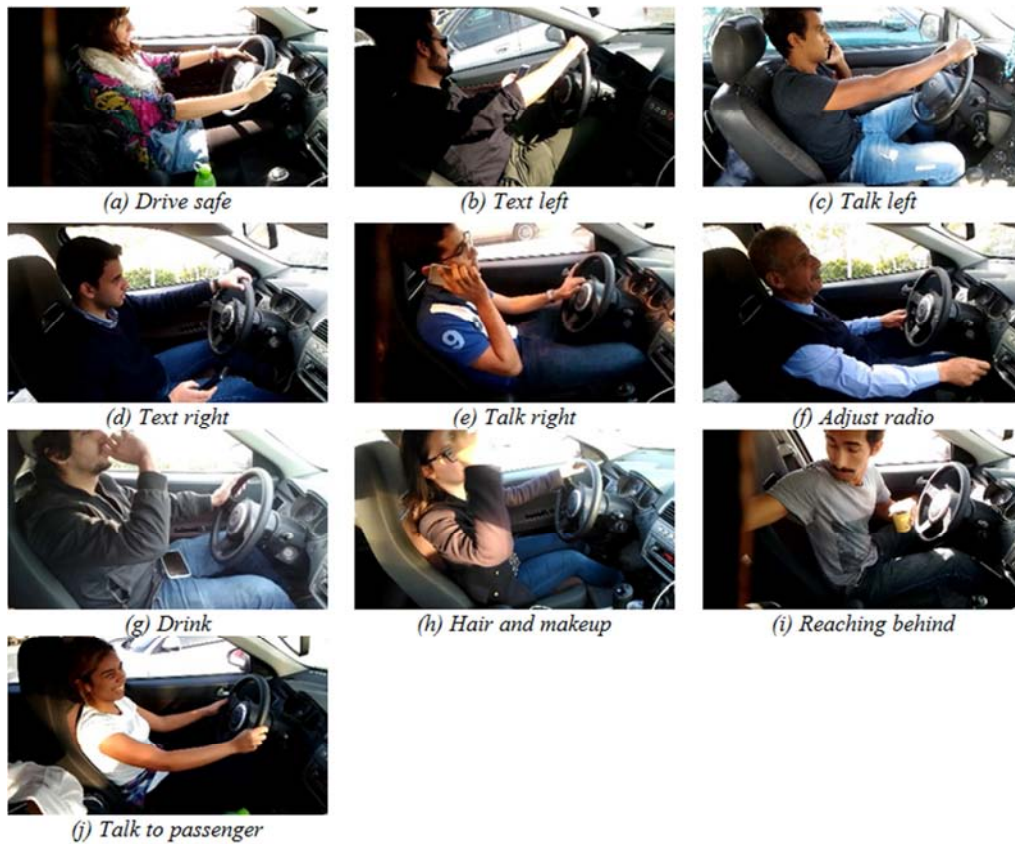 (a) Drive safe
(b) Text left
(c) Talk left
(d) Text right
(e) Talk right
(f) Adjust radio
9
(g) Drink
(h) Hair and makeup
(i) Reaching behind
(j) Talk to passenger